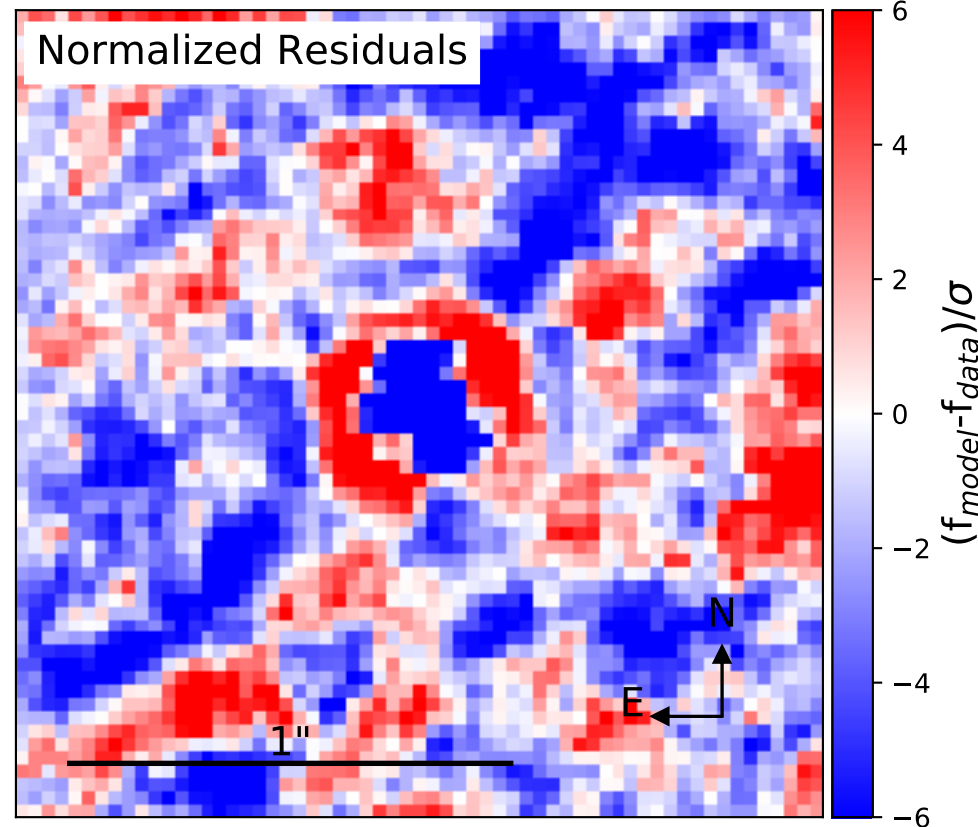 Normalized Residuals
6
4
2
0
−2
−4
−6
(f_model-f_data)/σ
N
E
1"